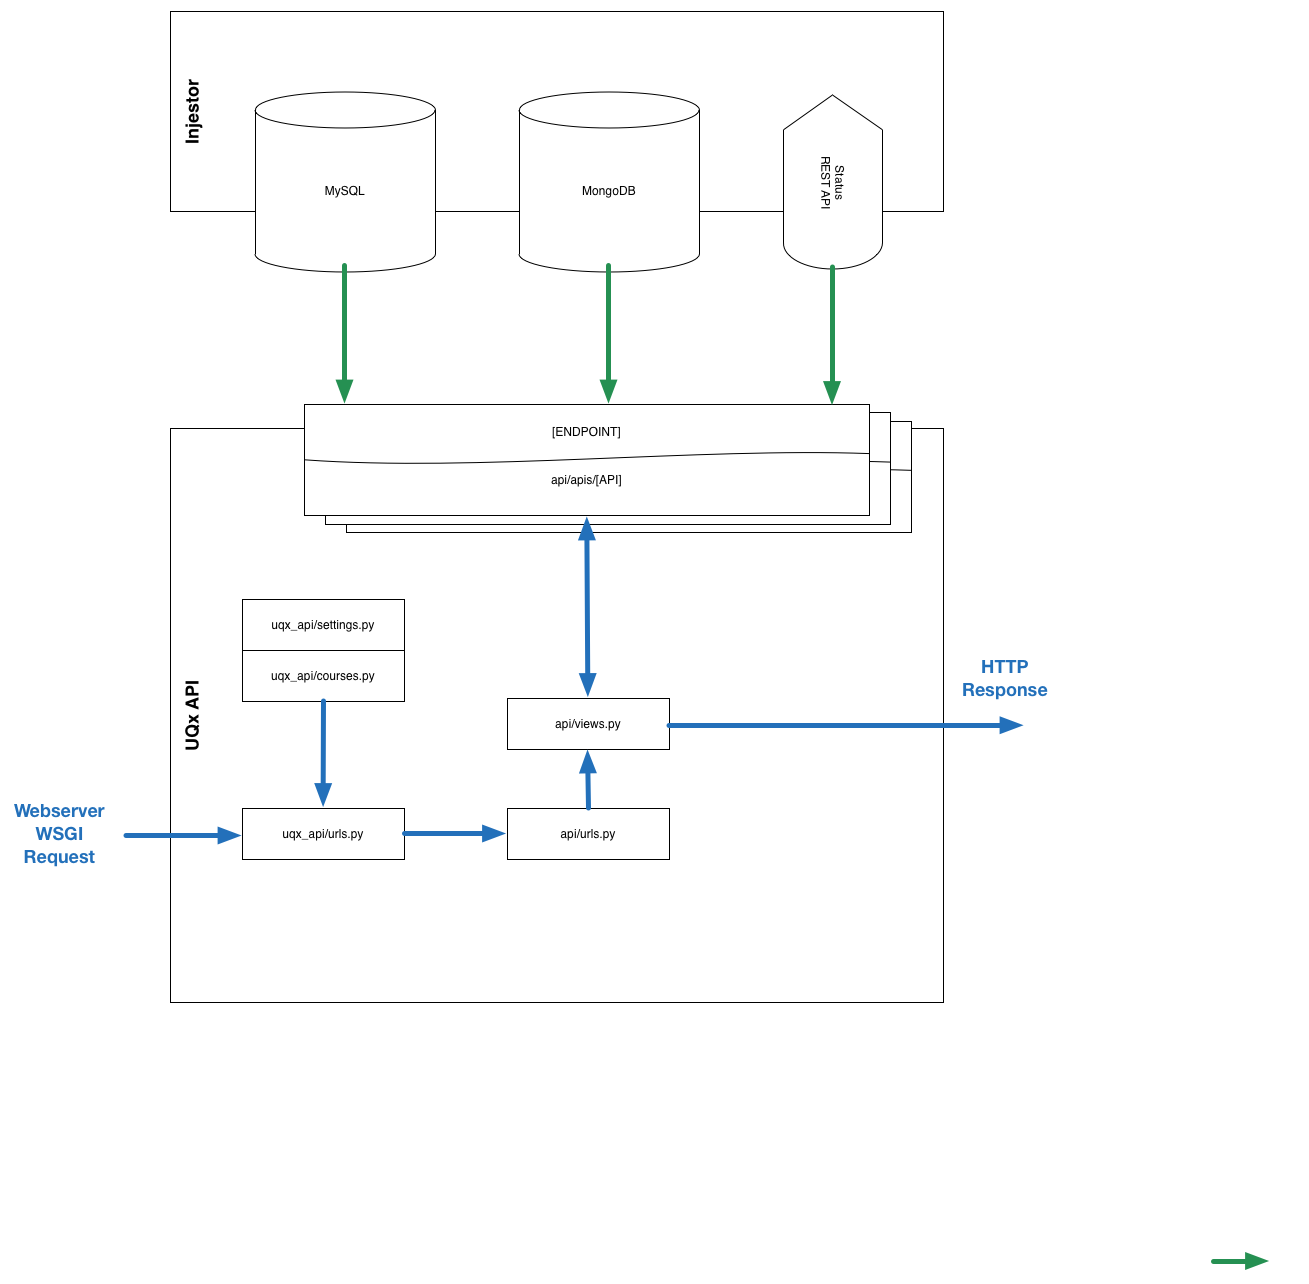 Injestor
MySQL
MongoDB
Status
REST API
[ENDPOINT]
api/apis/[API]
uqx_api/settings.py
uqx_api/courses.py
UQx API
HTTP
Response
api/views.py
Webserver
WSGI
Request
uqx_api/urls.py
api/urls.py